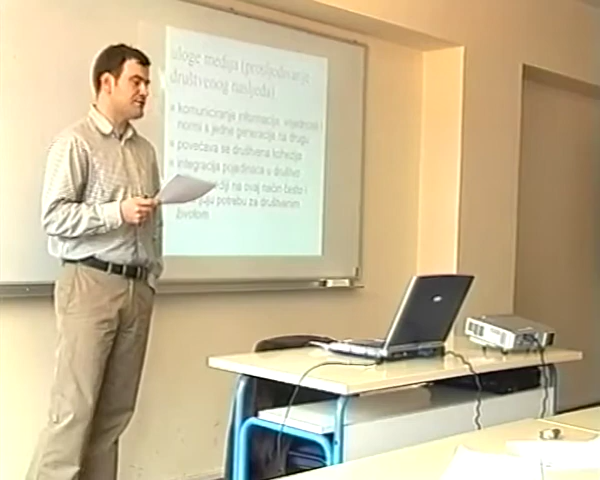 uloge medija (prosljeđivanje
društvenog nasljeđa)
komuniciranje informacija, vrijednosti i
normi s jedne generacije na drugu
povećava se društvena kohezija
integracija pojedinaca u društvo
na ovaj način često i
potrebu za društvenim
životom